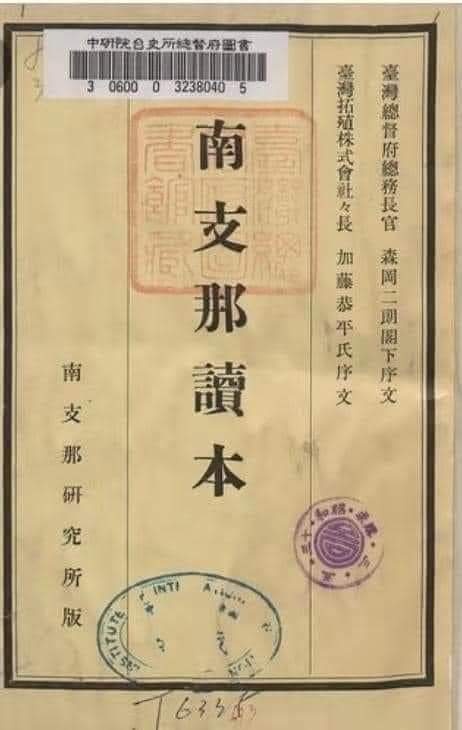 中研院台史所總督府圖書
3 0600 0 3238045 5
臺灣總督府總務長官 森岡二朗閣下序文
臺灣拓殖株式會社々長 加藤恭平氏序文
南支那讀本
南支那研究所版